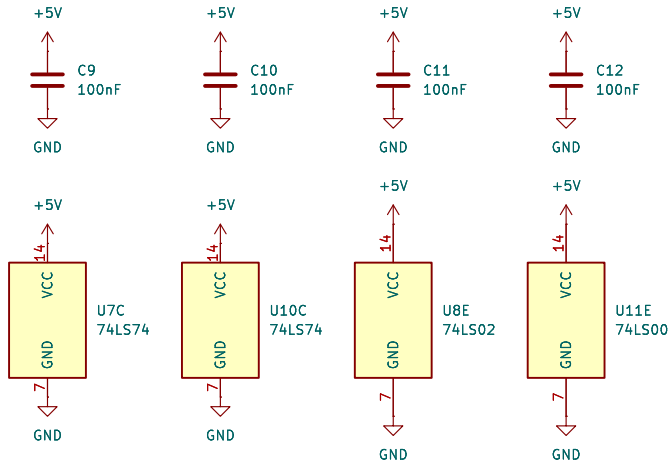 +5V +5V +5V +5V
C9 C10 C11 C12
100nF 100nF 100nF 100nF
GND GND GND GND
+5V +5V +5V +5V
14 14 14 14
VCC VCC VCC VCC
U7C U10C U8E U11E
74LS74 74LS74 74LS02 74LS00
GND GND GND GND
7 7 7 7
GND GND GND GND